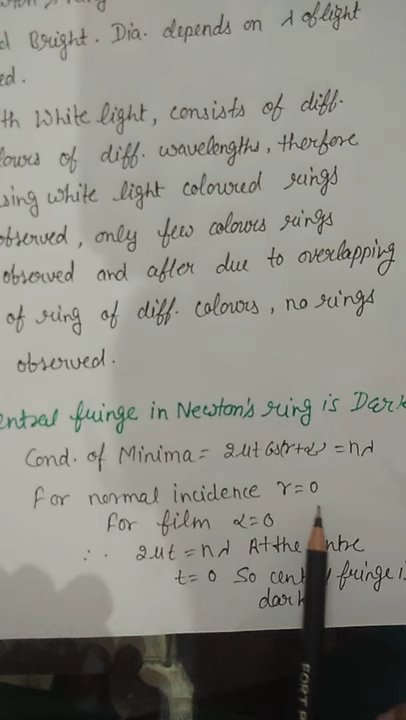 Bright. Dia. depends on λ of light
ed.
th White light, consists of diff.
lours of diff. wavelengths, therfore
sing white light coloured rings
observed, only few colours rings
observed and after due to overlapping
of ring of diff. colours, no rings
observed.
entral fringe in Newton's ring is Dark
Cond. of Minima = 2μt Cos(r+α) = nλ
For normal incidence r=0
For film α=0
∴ 2μt = nλ At the entre
t=0 So cent fringe i
dark